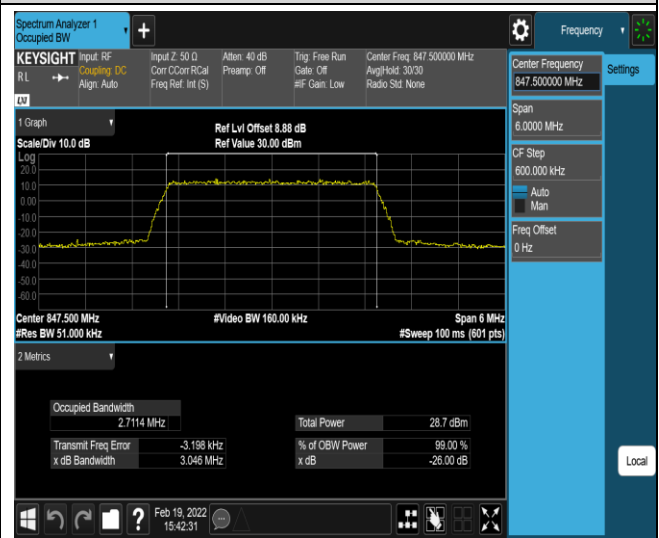 Spectrum Analyzer 1
Occupied BW
Frequency
KEYSIGHT
RL
LXI
Input: RF
Coupling: DC
Align: Auto
Input Z: 50 Ω
Corr CCorr RCal
Freq Ref: Int (S)
Atten: 40 dB
Preamp: Off
Trig: Free Run
Gate: Off
#IF Gain: Low
Center Freq: 847.500000 MHz
Avg|Hold: 30/30
Radio Std: None
Center Frequency
847.500000 MHz
Settings
Span
6.0000 MHz
CF Step
600.000 kHz
Auto
Man
Freq Offset
0 Hz
1 Graph
Scale/Div 10.0 dB
Ref Lvl Offset 8.88 dB
Ref Value 30.00 dBm
Log
20.0
10.0
0.00
-10.0
-20.0
-30.0
-40.0
-50.0
-60.0
Center 847.500 MHz
#Video BW 160.00 kHz
Span 6 MHz
#Res BW 51.000 kHz
#Sweep 100 ms (601 pts)
2 Metrics
Occupied Bandwidth
2.7114 MHz
Total Power 28.7 dBm
Transmit Freq Error -3.198 kHz
% of OBW Power 99.00 %
x dB Bandwidth 3.046 MHz
x dB -26.00 dB
Local
?
Feb 19, 2022
15:42:31